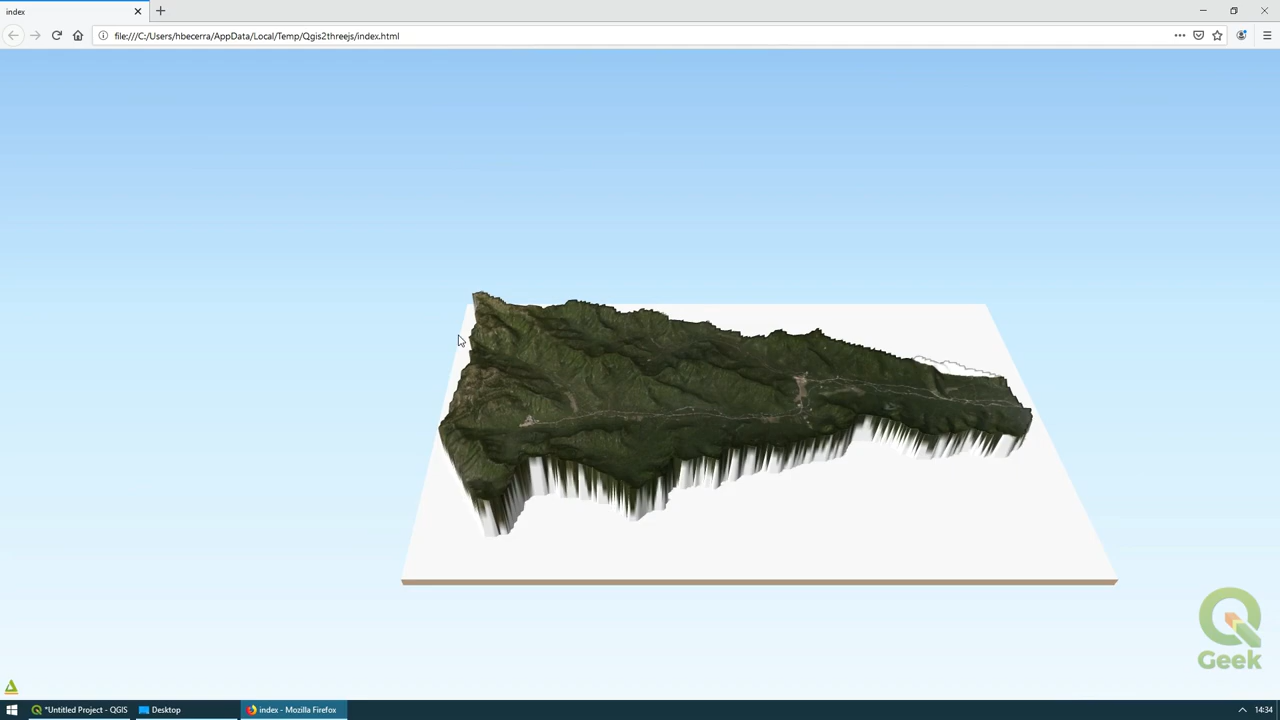 index
file:///C:/Users/hbecerra/AppData/Local/Temp/Qgis2threejs/index.html
Geek
*Untitled Project - QGIS
Desktop
index - Mozilla Firefox
14:34